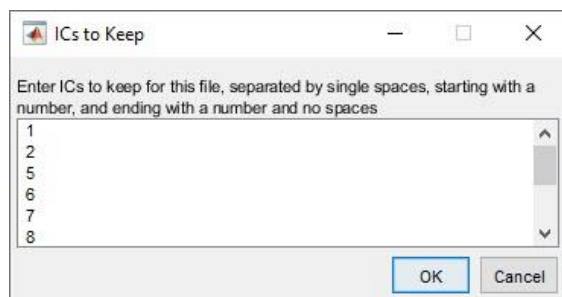 ICs to Keep
Enter ICs to keep for this file, separated by single spaces, starting with a
number, and ending with a number and no spaces
1
2
5
6
7
8
OK
Cancel